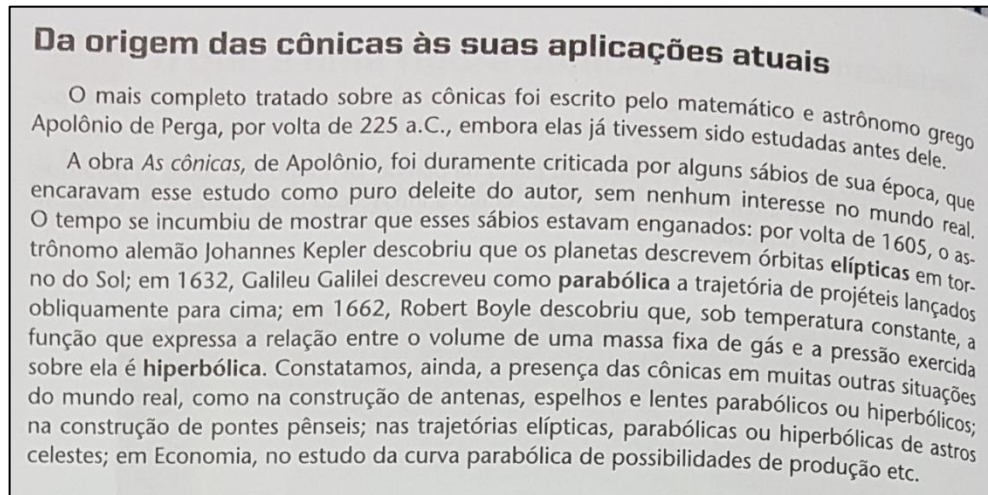 Da origem das cônicas às suas aplicações atuais
O mais completo tratado sobre as cônicas foi escrito pelo matemático e astrônomo grego
Apolônio de Perga, por volta de 225 a.C., embora elas já tivessem sido estudadas antes dele.
A obra As cônicas, de Apolônio, foi duramente criticada por alguns sábios de sua época, que
encaravam esse estudo como puro deleite do autor, sem nenhum interesse no mundo real.
O tempo se incumbiu de mostrar que esses sábios estavam enganados: por volta de 1605, o as-
trônomo alemão Johannes Kepler descobriu que os planetas descrevem órbitas elípticas em tor-
no do Sol; em 1632, Galileu Galilei descreveu como parabólica a trajetória de projéteis lançados
obliquamente para cima; em 1662, Robert Boyle descobriu que, sob temperatura constante, a
função que expressa a relação entre o volume de uma massa fixa de gás e a pressão exercida
sobre ela é hiperbólica. Constatamos, ainda, a presença das cônicas em muitas outras situações
do mundo real, como na construção de antenas, espelhos e lentes parabólicos ou hiperbólicos;
na construção de pontes pênseis; nas trajetórias elípticas, parabólicas ou hiperbólicas de astros
celestes; em Economia, no estudo da curva parabólica de possibilidades de produção etc.